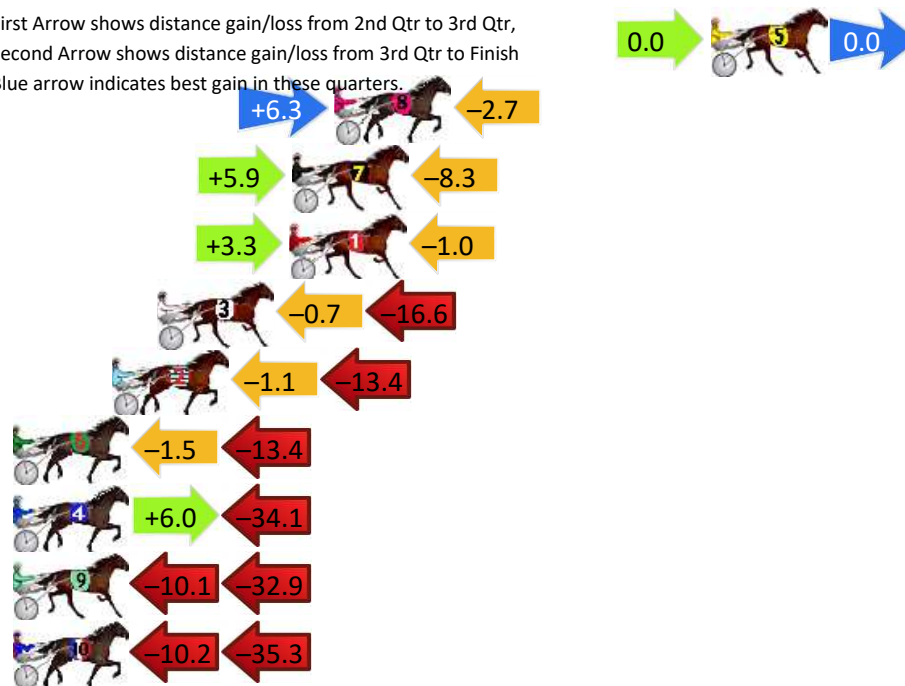 irst Arrow shows distance gain/loss from 2nd Qtr to 3rd Qtr,
econd Arrow shows distance gain/loss from 3rd Qtr to Finish
lue arrow indicates best gain in these quarters.
0.0 5 0.0
+6.3 8 –2.7
+5.9 7 –8.3
+3.3 1 –1.0
3 –0.7 –16.6
2 –1.1 –13.4
6 –1.5 –13.4
4 +6.0 –34.1
9 –10.1 –32.9
10 –10.2 –35.3